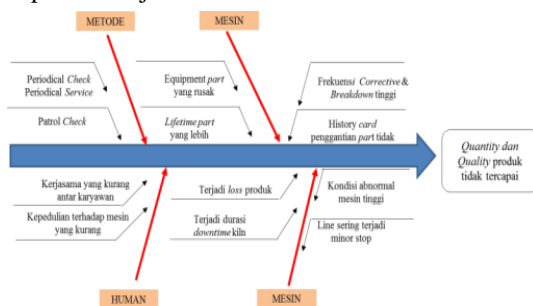 METODE
MESIN
Periodical Check
Periodical Service
Patrol Check
Equipment part
yang rusak
Lifetime part
yang lebih
Frekuensi Corrective &
Breakdown tinggi
History card
penggantian part tidak
Quantity dan
Quality produk
tidak tercapai
Kerjasama yang kurang
antar karyawan
Kepedulian terhadap mesin
yang kurang
Terjadi loss produk
Terjadi durasi
downtime kiln
Kondisi abnormal
mesin tinggi
Line sering terjadi
minor stop
HUMAN
MESIN